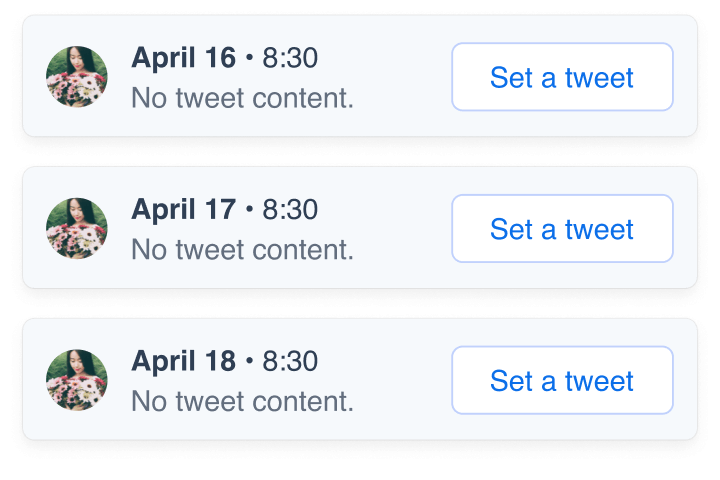 April 16 • 8:30
No tweet content.
Set a tweet
April 17 • 8:30
No tweet content.
Set a tweet
April 18 • 8:30
No tweet content.
Set a tweet